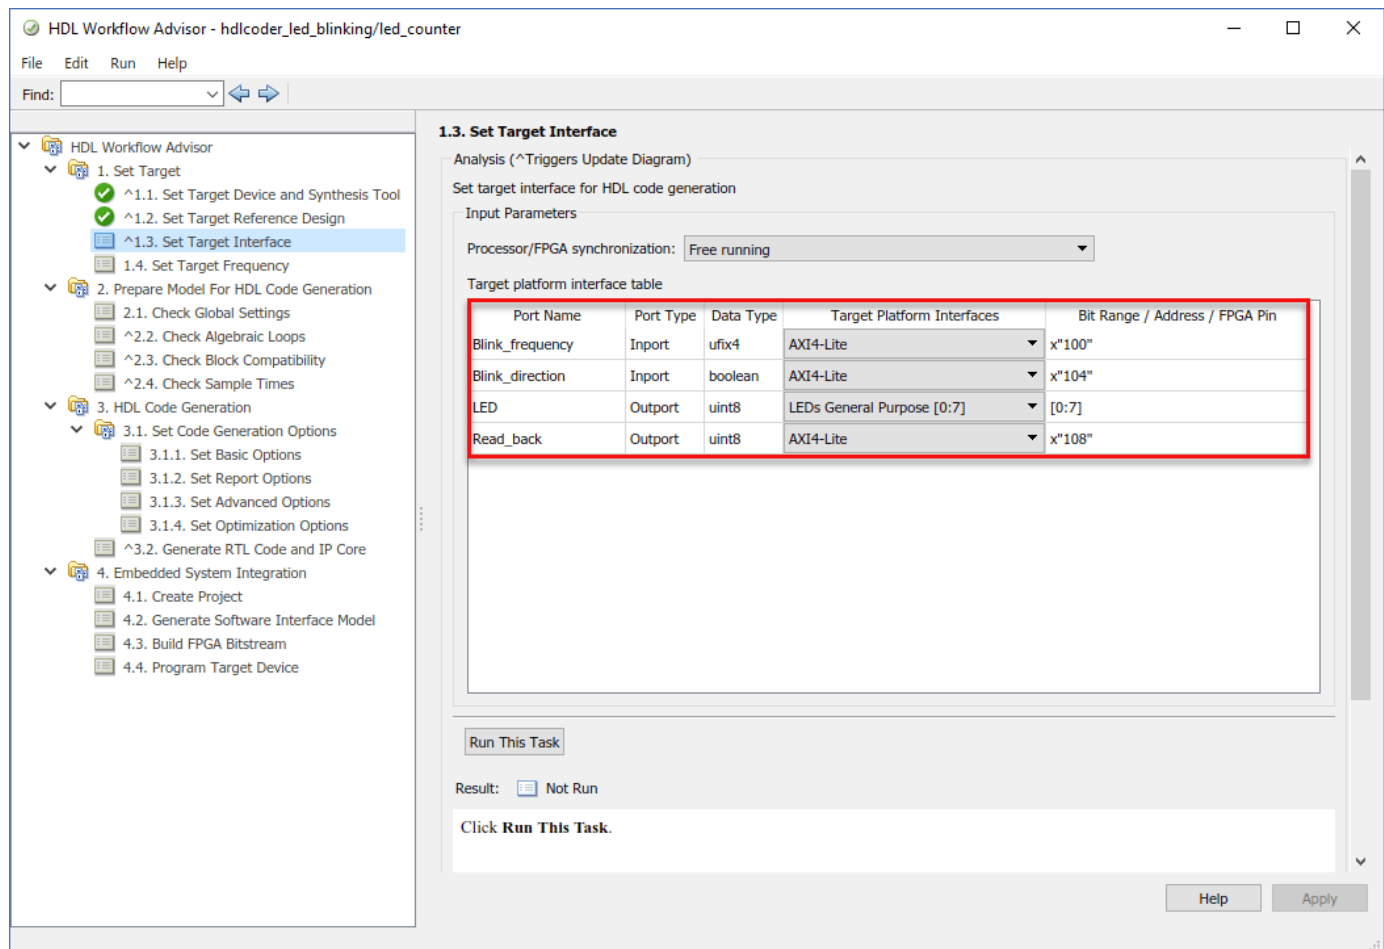 HDL Workflow Advisor - hdlcoder_led_blinking/led_counter
File Edit Run Help
Find:
HDL Workflow Advisor
1. Set Target
^1.1. Set Target Device and Synthesis Tool
^1.2. Set Target Reference Design
^1.3. Set Target Interface
1.4. Set Target Frequency
2. Prepare Model For HDL Code Generation
2.1. Check Global Settings
^2.2. Check Algebraic Loops
^2.3. Check Block Compatibility
^2.4. Check Sample Times
3. HDL Code Generation
3.1. Set Code Generation Options
3.1.1. Set Basic Options
3.1.2. Set Report Options
3.1.3. Set Advanced Options
3.1.4. Set Optimization Options
^3.2. Generate RTL Code and IP Core
4. Embedded System Integration
4.1. Create Project
4.2. Generate Software Interface Model
4.3. Build FPGA Bitstream
4.4. Program Target Device
1.3. Set Target Interface
Analysis (^Triggers Update Diagram)
Set target interface for HDL code generation
Input Parameters
Processor/FPGA synchronization: Free running
Target platform interface table
Port Name Port Type Data Type Target Platform Interfaces Bit Range / Address / FPGA Pin
Blink_frequency Inport ufix4 AXI4-Lite x"100"
Blink_direction Inport boolean AXI4-Lite x"104"
LED Outport uint8 LEDs General Purpose [0:7] [0:7]
Read_back Outport uint8 AXI4-Lite x"108"
Run This Task
Result: Not Run
Click Run This Task.
Help Apply